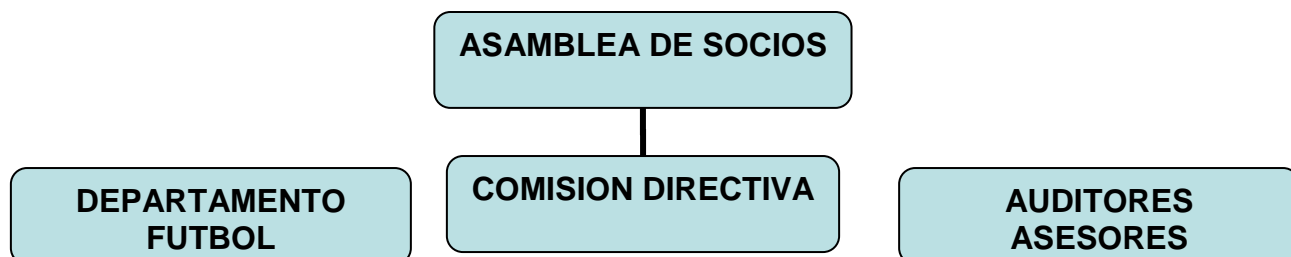 ASAMBLEA DE SOCIOS
COMISION DIRECTIVA
DEPARTAMENTO
FUTBOL
AUDITORES
ASESORES